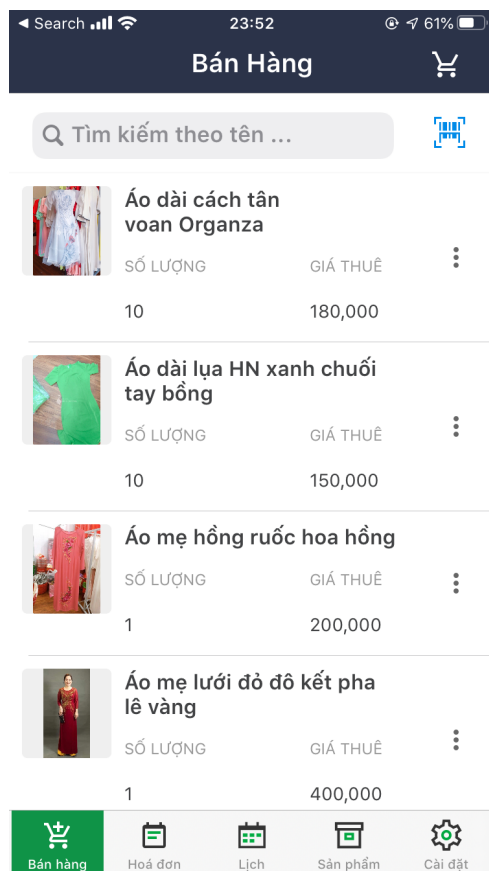 ◀ Search 23:52 61%
Bán Hàng
Tìm kiếm theo tên ...
Áo dài cách tân
voan Organza
SỐ LƯỢNG GIÁ THUÊ
10 180,000
Áo dài lụa HN xanh chuối
tay bồng
SỐ LƯỢNG GIÁ THUÊ
10 150,000
Áo mẹ hồng ruốc hoa hồng
SỐ LƯỢNG GIÁ THUÊ
1 200,000
Áo mẹ lưới đỏ đô kết pha
lê vàng
SỐ LƯỢNG GIÁ THUÊ
1 400,000
Bán hàng Hoá đơn Lịch Sản phẩm Cài đặt